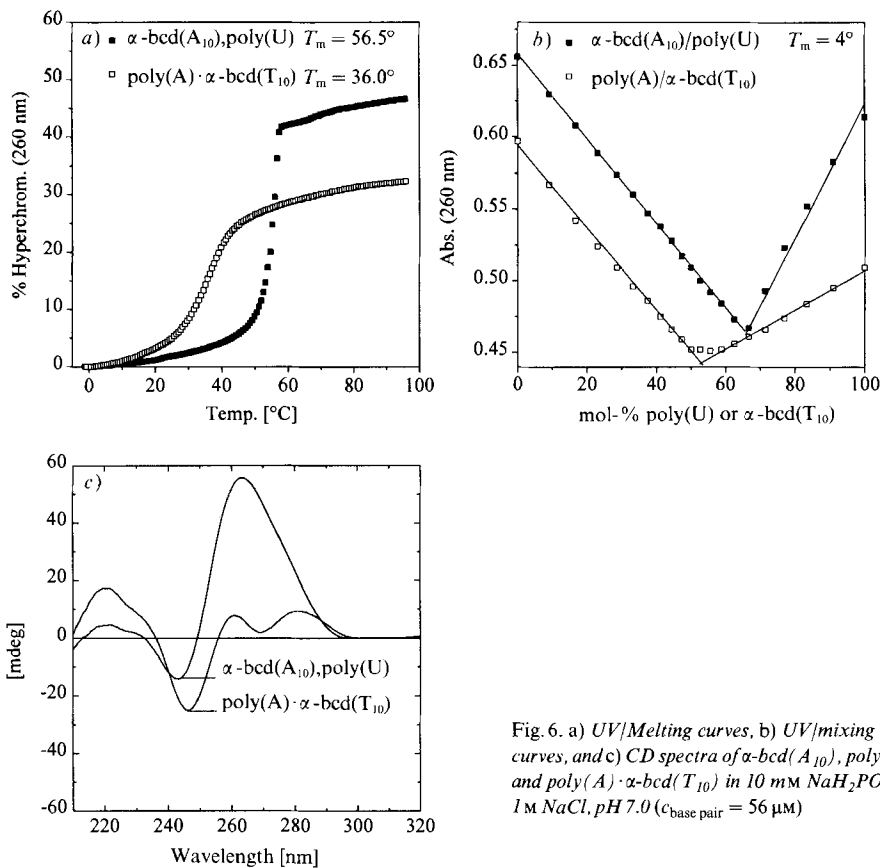 60
50
40
30
20
10
0
% Hyperchrom. (260 nm)
a) ■ α-bcd(A10),poly(U) Tm = 56.5°
□ poly(A)·α-bcd(T10) Tm = 36.0°
0 20 40 60 80 100
Temp. [°C]
0.65
0.60
0.55
0.50
0.45
Abs. (260 nm)
b) ■ α-bcd(A10)/poly(U) Tm = 4°
□ poly(A)/α-bcd(T10)
0 20 40 60 80 100
mol-% poly(U) or α-bcd(T10)
60
40
20
0
-20
-40
-60
[mdeg]
c)
α-bcd(A10),poly(U)
poly(A)·α-bcd(T10)
220 240 260 280 300 320
Wavelength [nm]
Fig. 6. a) UV/Melting curves, b) UV/mixing
curves, and c) CD spectra of α-bcd(A10), poly
and poly(A)·α-bcd(T10) in 10 mM NaH2PO
1M NaCl, pH 7.0 (c base pair = 56 μM)